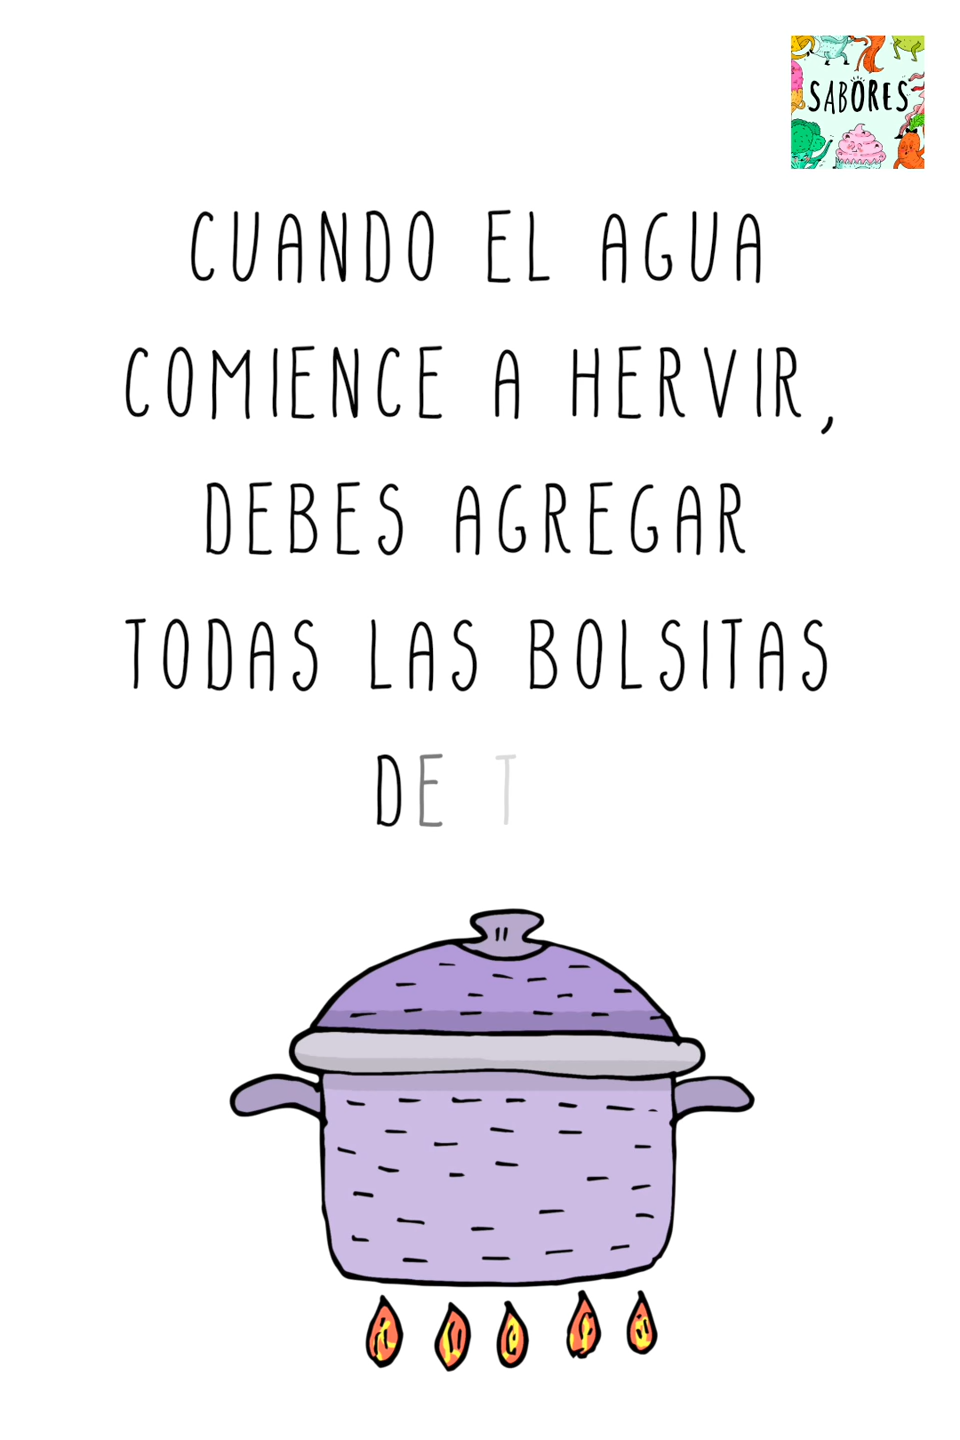 SABORES
CUANDO EL AGUA
COMIENCE A HERVIR,
DEBES AGREGAR
TODAS LAS BOLSITAS
DE T